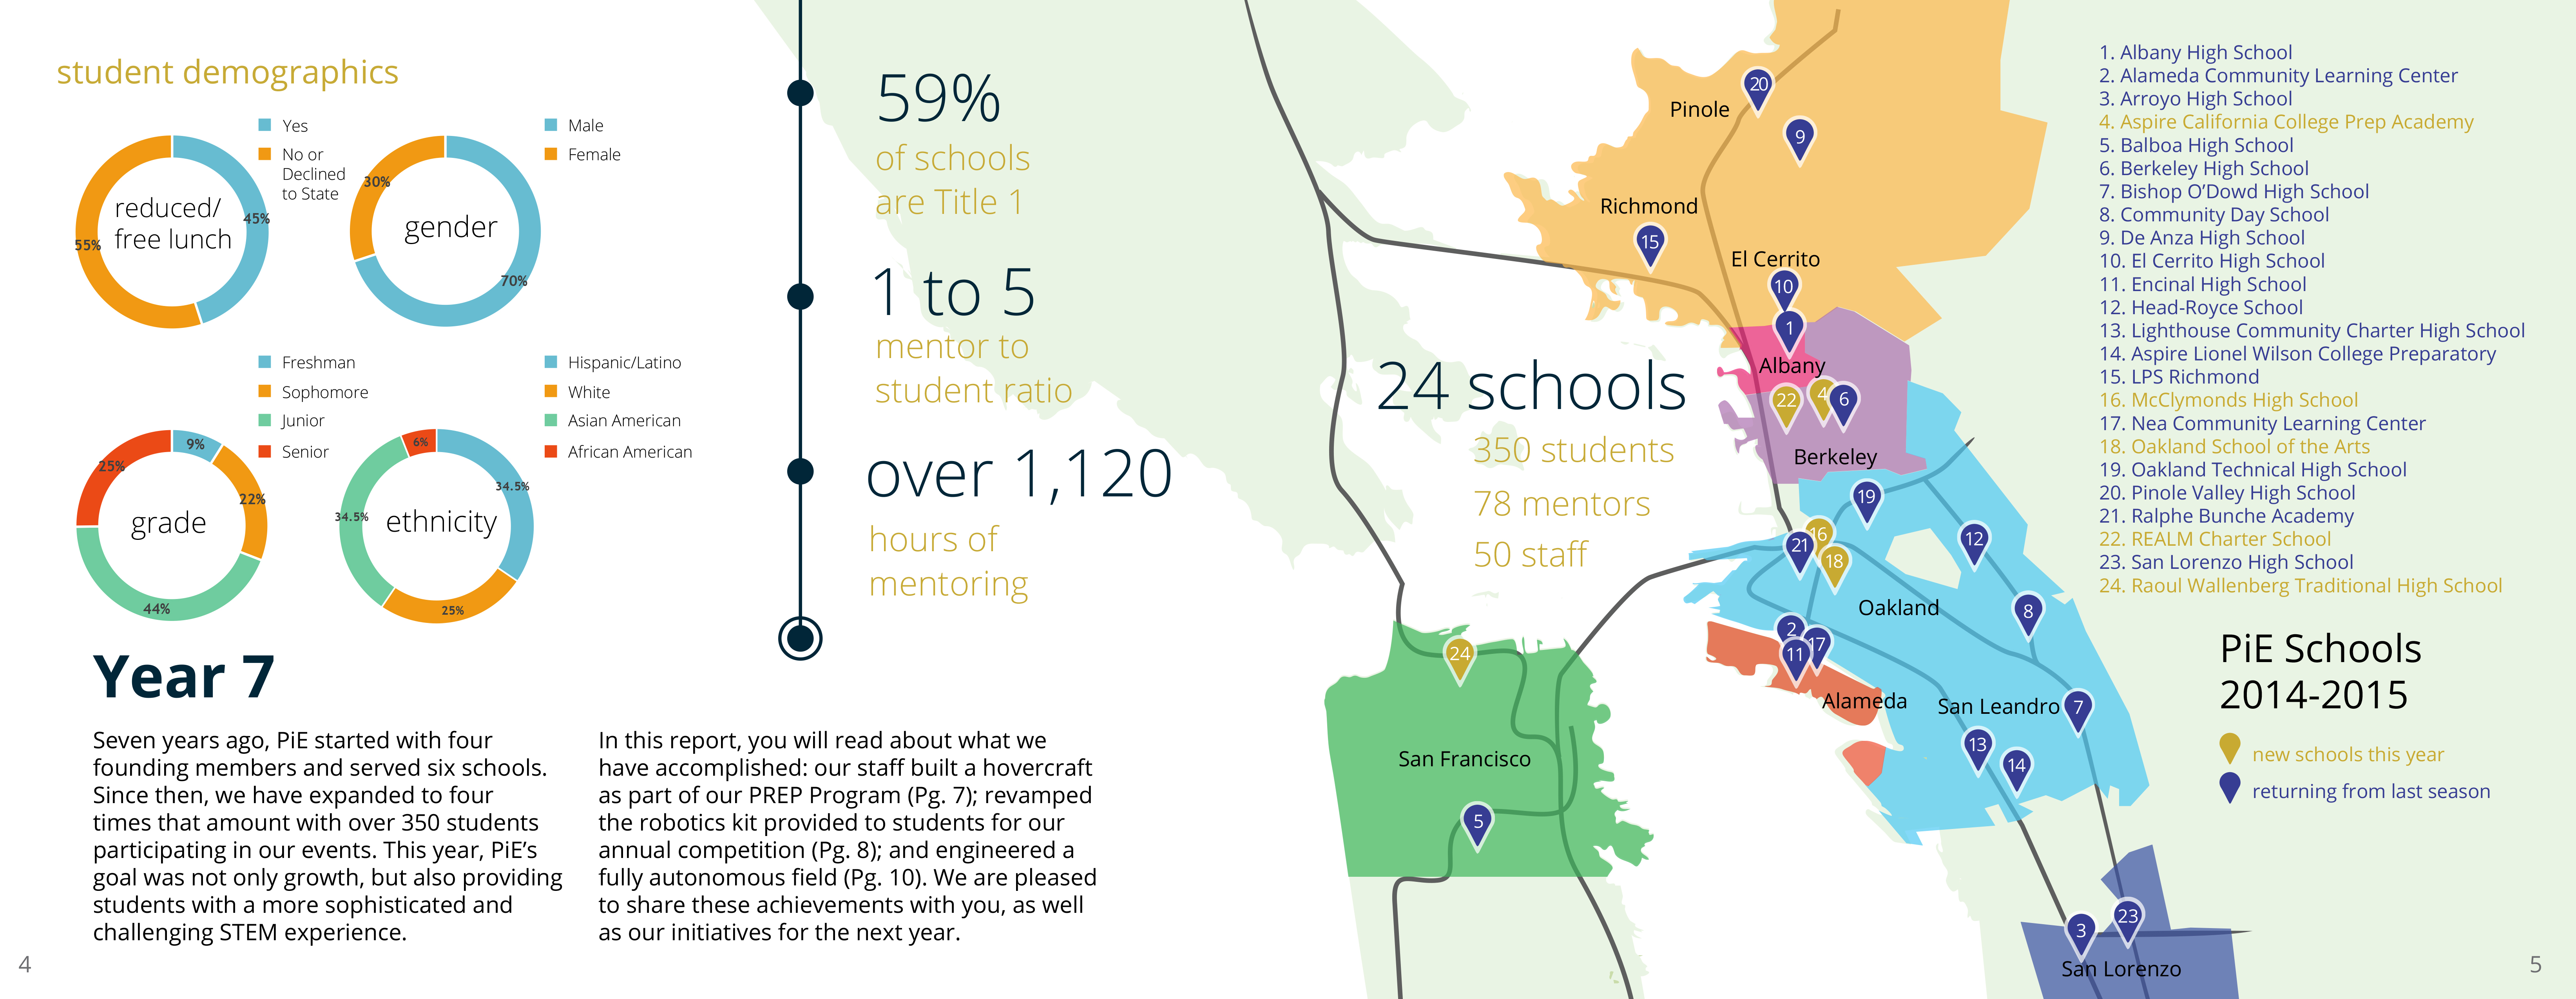 student demographics
Yes
No or
Declined
to State
reduced/
free lunch
45%
55%
Male
Female
gender
30%
70%
Freshman
Sophomore
Junior
Senior
grade
9%
22%
44%
25%
Hispanic/Latino
White
Asian American
African American
ethnicity
34.5%
25%
34.5%
6%
Year 7
Seven years ago, PiE started with four
founding members and served six schools.
Since then, we have expanded to four
times that amount with over 350 students
participating in our events. This year, PiE's
goal was not only growth, but also providing
students with a more sophisticated and
challenging STEM experience.
In this report, you will read about what we
have accomplished: our staff built a hovercraft
as part of our PREP Program (Pg. 7); revamped
the robotics kit provided to students for our
annual competition (Pg. 8); and engineered a
fully autonomous field (Pg. 10). We are pleased
to share these achievements with you, as well
as our initiatives for the next year.
4
59%
of schools
are Title 1
1 to 5
mentor to
student ratio
over 1,120
hours of
mentoring
24 schools
350 students
78 mentors
50 staff
20
Pinole
9
Richmond
15
El Cerrito
10
1
Albany
22
4
6
Berkeley
19
16
21
18
12
Oakland
8
2
17
11
Alameda
San Leandro
7
13
14
24
San Francisco
5
3
23
San Lorenzo
1. Albany High School
2. Alameda Community Learning Center
3. Arroyo High School
4. Aspire California College Prep Academy
5. Balboa High School
6. Berkeley High School
7. Bishop O’Dowd High School
8. Community Day School
9. De Anza High School
10. El Cerrito High School
11. Encinal High School
12. Head-Royce School
13. Lighthouse Community Charter High School
14. Aspire Lionel Wilson College Preparatory
15. LPS Richmond
16. McClymonds High School
17. Nea Community Learning Center
18. Oakland School of the Arts
19. Oakland Technical High School
20. Pinole Valley High School
21. Ralphe Bunche Academy
22. REALM Charter School
23. San Lorenzo High School
24. Raoul Wallenberg Traditional High School
PiE Schools
2014-2015
new schools this year
returning from last season
5